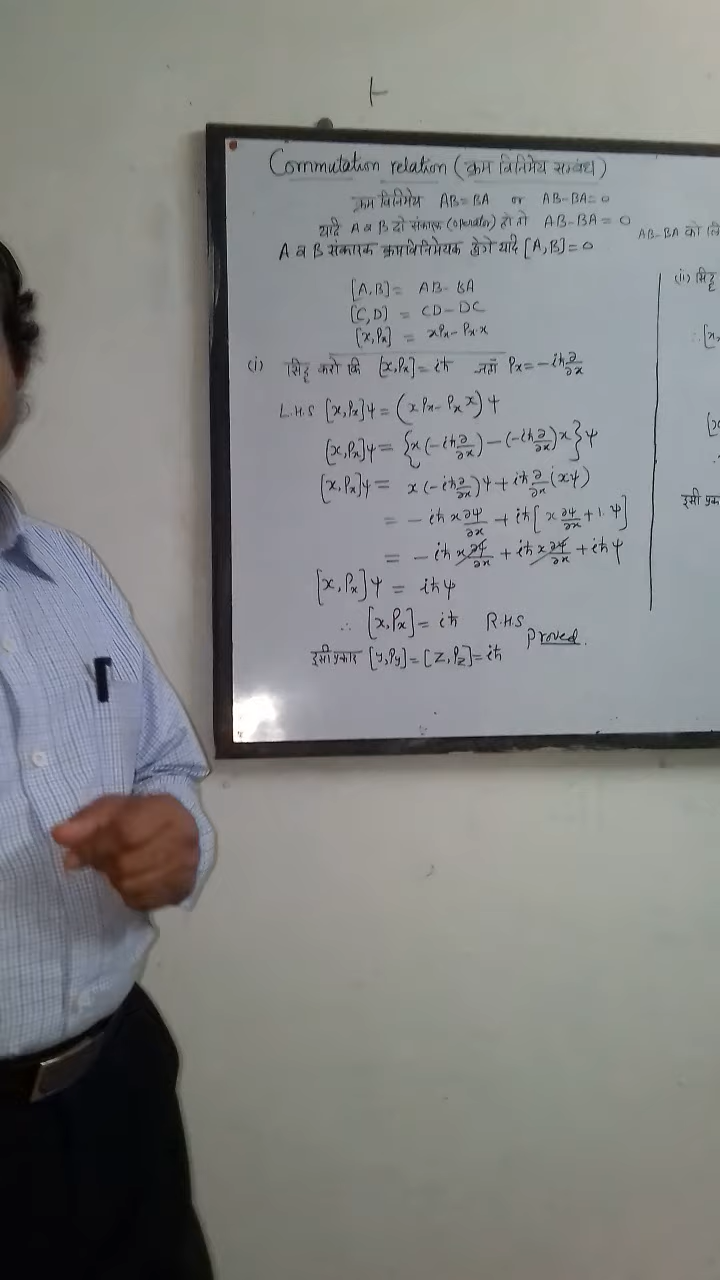 Commutation relation (क्रम विनिमेय सम्बंध)
क्रम विनिमेय AB=BA or AB-BA=0
यदि A व B दो संकारक (operator) हो तो AB-BA=0
AB-BA को
A व B संकारक क्रमविनिमेयक होंगे यदि [A,B]=0
[A,B] = AB-BA
[C,D] = CD-DC
[x,Px] = xPx-Px.x
(i) सिद्ध करो कि [x,Px]=iħ जहाँ Px=-iħ∂/∂x
L.H.S [x,Px]ψ=(xPx-Px x)ψ
[x,Px]ψ={x(-iħ∂/∂x)-(-iħ∂/∂x)x}ψ
[x,Px]ψ= x(-iħ∂/∂x)ψ+iħ∂/∂x(xψ)
= -iħ x∂ψ/∂x +iħ[x∂ψ/∂x+1.ψ]
= -iħ x∂ψ/∂x +iħx∂ψ/∂x +iħψ
[x,Px]ψ = iħψ
∴ [x,Px]=iħ R.H.S
Proved.
इसी प्रकार [y,Py]=[Z,PZ]=iħ
(ii) सिद्ध
∴ [x,
इसी प्रका